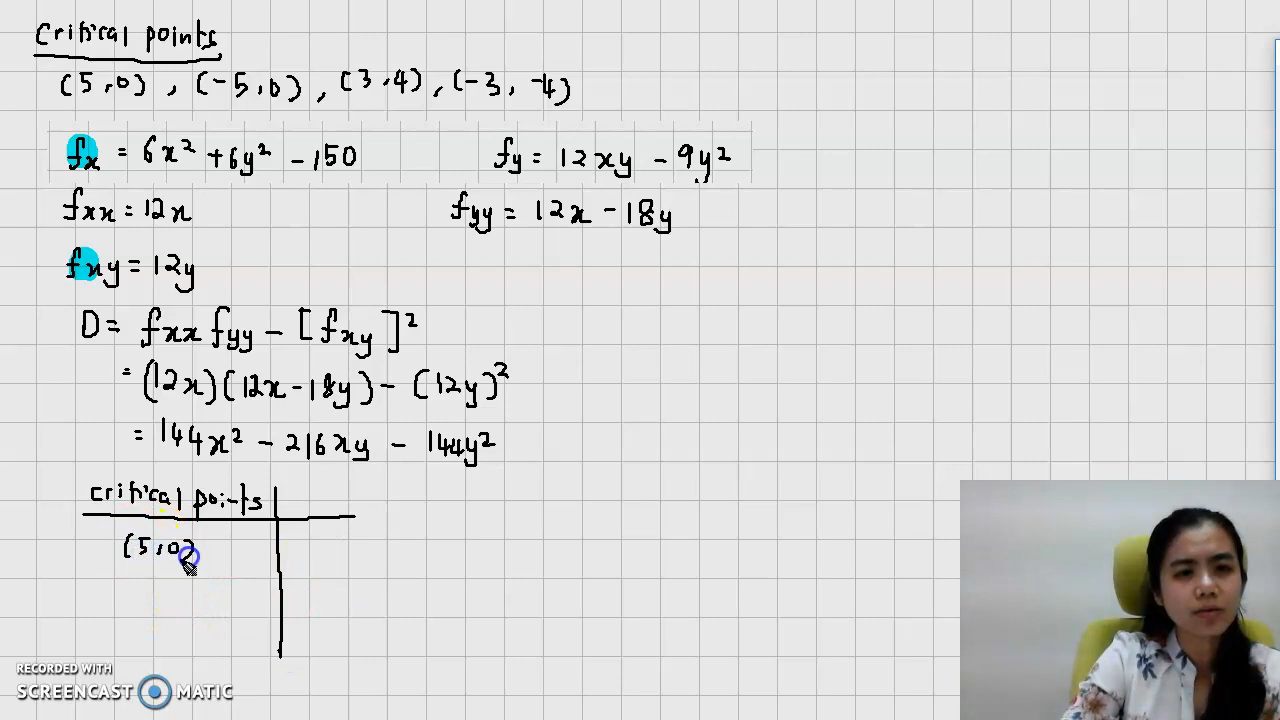 Critical points
(5,0), (-5,0), (3,4), (-3,-4)
fx = 6x² + 6y² - 150 fy = 12xy - 9y²
fxx = 12x fyy = 12x - 18y
fxy = 12y
D = fxx fyy - [fxy]²
= (12x)(12x - 18y) - (12y)²
= 144x² - 216xy - 144y²
critical points
(5,0)
RECORDED WITH
SCREENCAST MATIC